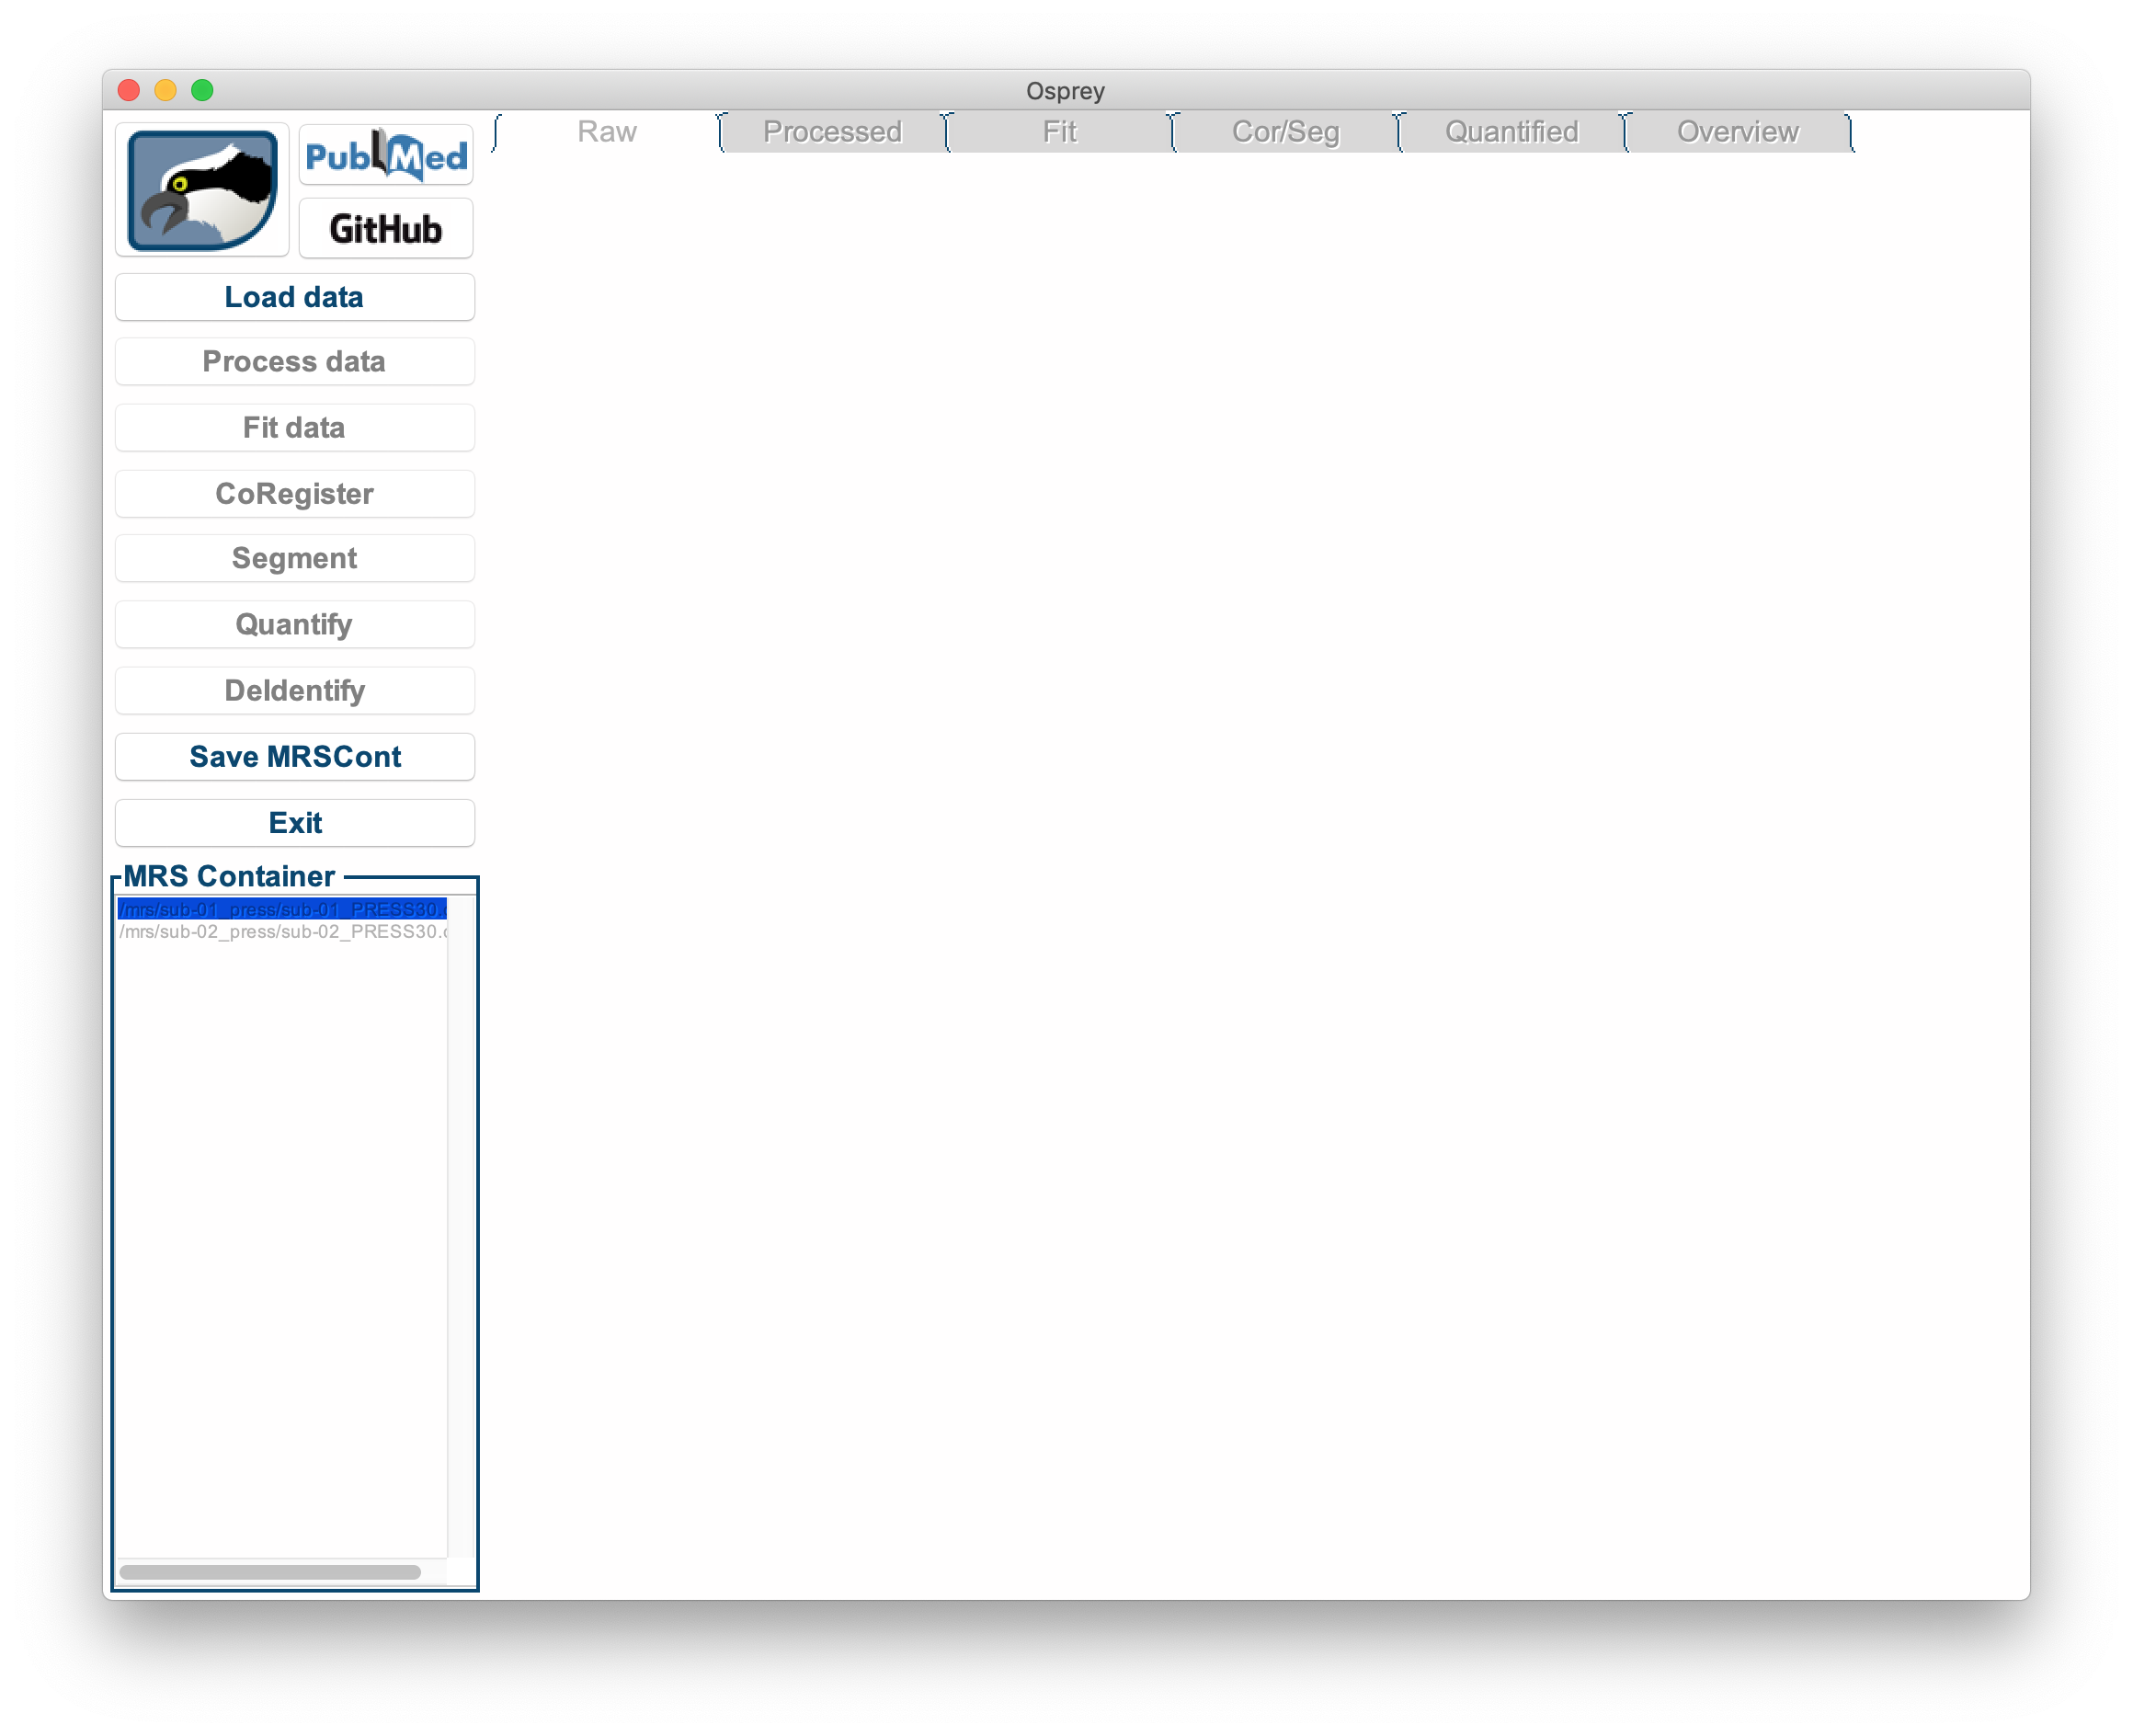 Osprey
PubMed
GitHub
Raw
Processed
Fit
Cor/Seg
Quantified
Overview
Load data
Process data
Fit data
CoRegister
Segment
Quantify
DeIdentify
Save MRSCont
Exit
MRS Container
/mrs/sub-01_press/sub-01_PRESS30.
/mrs/sub-02_press/sub-02_PRESS30.